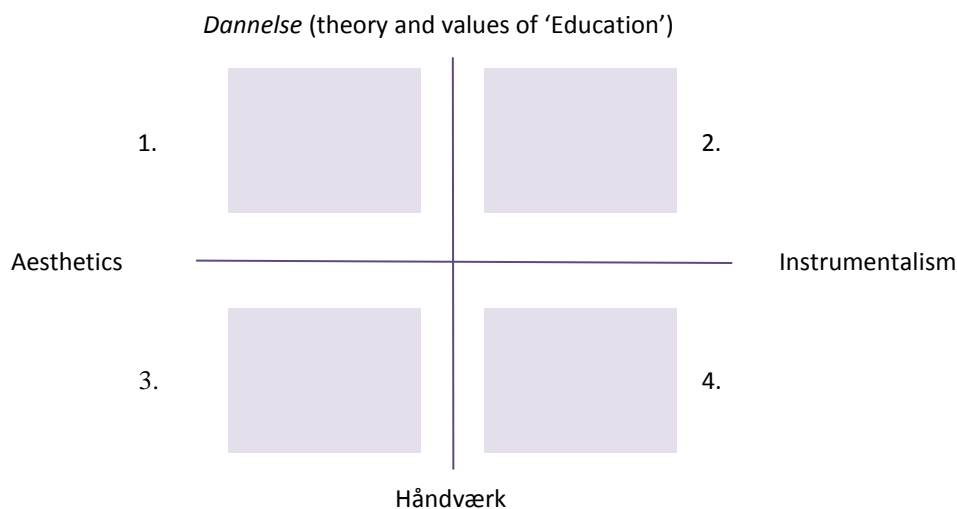 Dannelse (theory and values of ‘Education’)
1.
2.
Aesthetics
Instrumentalism
3.
4.
Håndværk